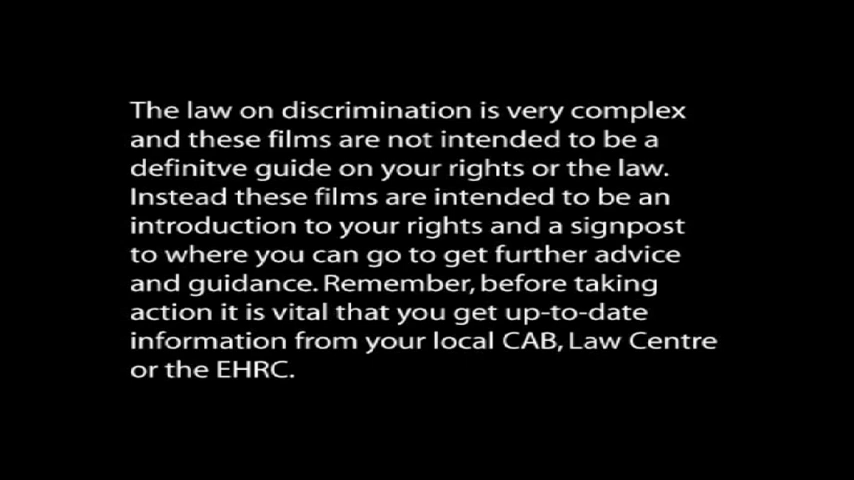 The law on discrimination is very complex
and these films are not intended to be a
definitve guide on your rights or the law.
Instead these films are intended to be an
introduction to your rights and a signpost
to where you can go to get further advice
and guidance. Remember, before taking
action it is vital that you get up-to-date
information from your local CAB, Law Centre
or the EHRC.